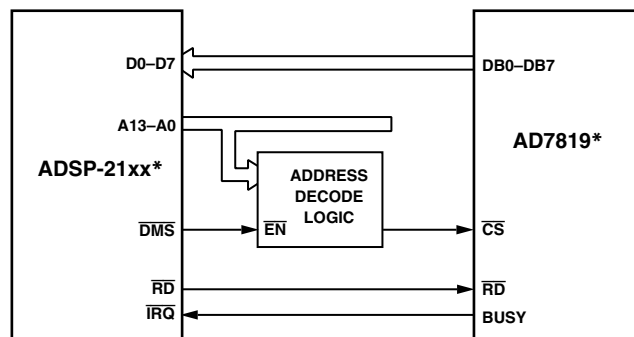 D0–D7
DB0–DB7
A13–A0
ADSP-21xx*
AD7819*
ADDRESS
DECODE
LOGIC
DMS
EN
CS
RD
RD
IRQ
BUSY